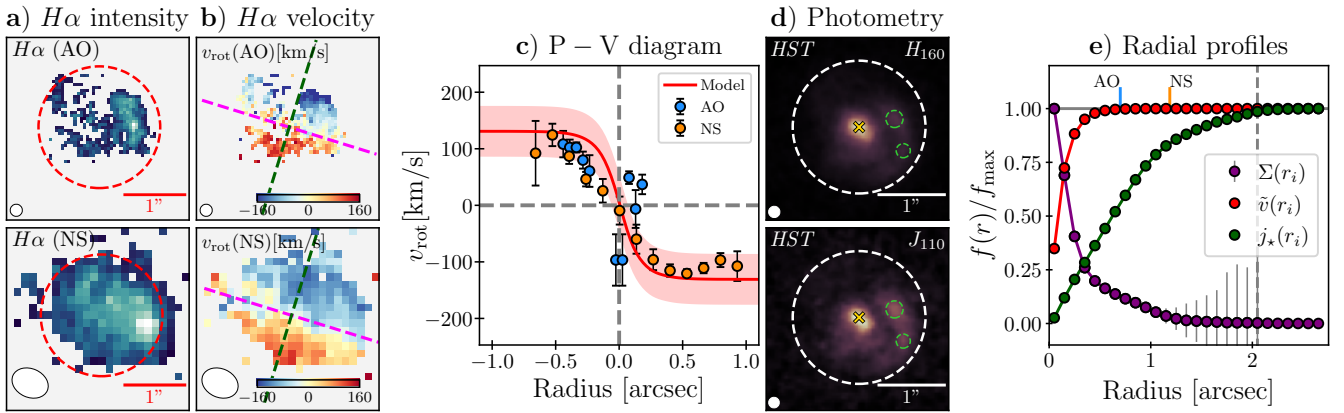 a) Hα intensity
Hα (AO)
1"
Hα (NS)
1"
b) Hα velocity
v_rot(AO)[km/s]
−160 0 160
v_rot(NS)[km/s]
−160 0 160
c) P − V diagram
Model
AO
NS
200
100
0
−100
−200
v_rot[km/s]
−1.0 −0.5 0.0 0.5 1.0
Radius [arcsec]
d) Photometry
HST H₁₆₀
1"
HST J₁₁₀
1"
e) Radial profiles
AO NS
1.00
0.75
0.50
0.25
0.00
f(r)/f_max
Σ(r_i)
ṽ(r_i)
j_⋆(r_i)
0 1 2
Radius [arcsec]